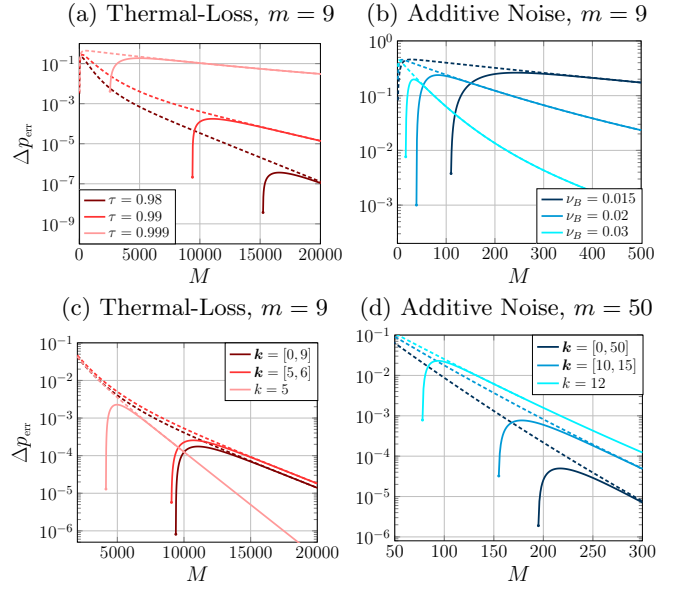 (a) Thermal-Loss, m = 9
(b) Additive Noise, m = 9
Δp_err
10^{-1}
10^{-3}
10^{-5}
10^{-7}
10^{-9}
τ = 0.98
τ = 0.99
τ = 0.999
0 5000 10000 15000 20000
M
10^0
10^{-1}
10^{-2}
10^{-3}
ν_B = 0.015
ν_B = 0.02
ν_B = 0.03
0 100 200 300 400 500
M
(c) Thermal-Loss, m = 9
(d) Additive Noise, m = 50
Δp_err
10^{-1}
10^{-2}
10^{-3}
10^{-4}
10^{-5}
10^{-6}
k = [0, 9]
k = [5, 6]
k = 5
5000 10000 15000 20000
M
10^{-1}
10^{-2}
10^{-3}
10^{-4}
10^{-5}
10^{-6}
k = [0, 50]
k = [10, 15]
k = 12
50 100 150 200 250 300
M